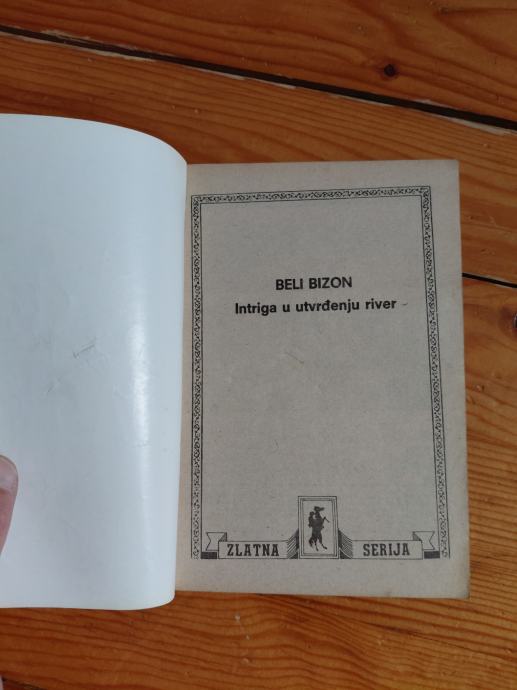 BELI BIZON
Intriga u utvrđenju river
ZLATNA SERIJA